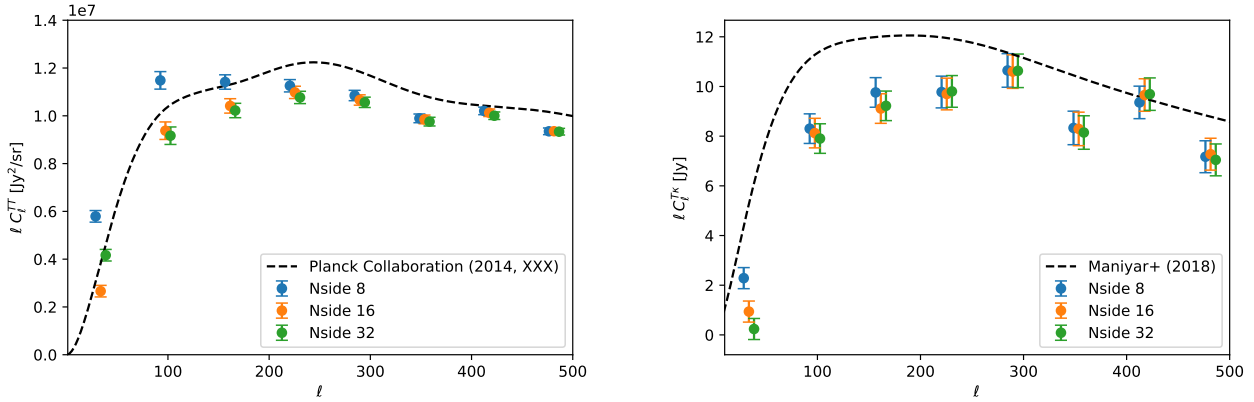 1e7
1.4
1.2
1.0
0.8
0.6
0.4
0.2
0.0
100
200
300
400
500
ℓ
ℓ C_ℓ^{TT} [Jy²/sr]
Planck Collaboration (2014, XXX)
Nside 8
Nside 16
Nside 32
12
10
8
6
4
2
0
100
200
300
400
500
ℓ
ℓ C_ℓ^{Tκ} [Jy]
Maniyar+ (2018)
Nside 8
Nside 16
Nside 32